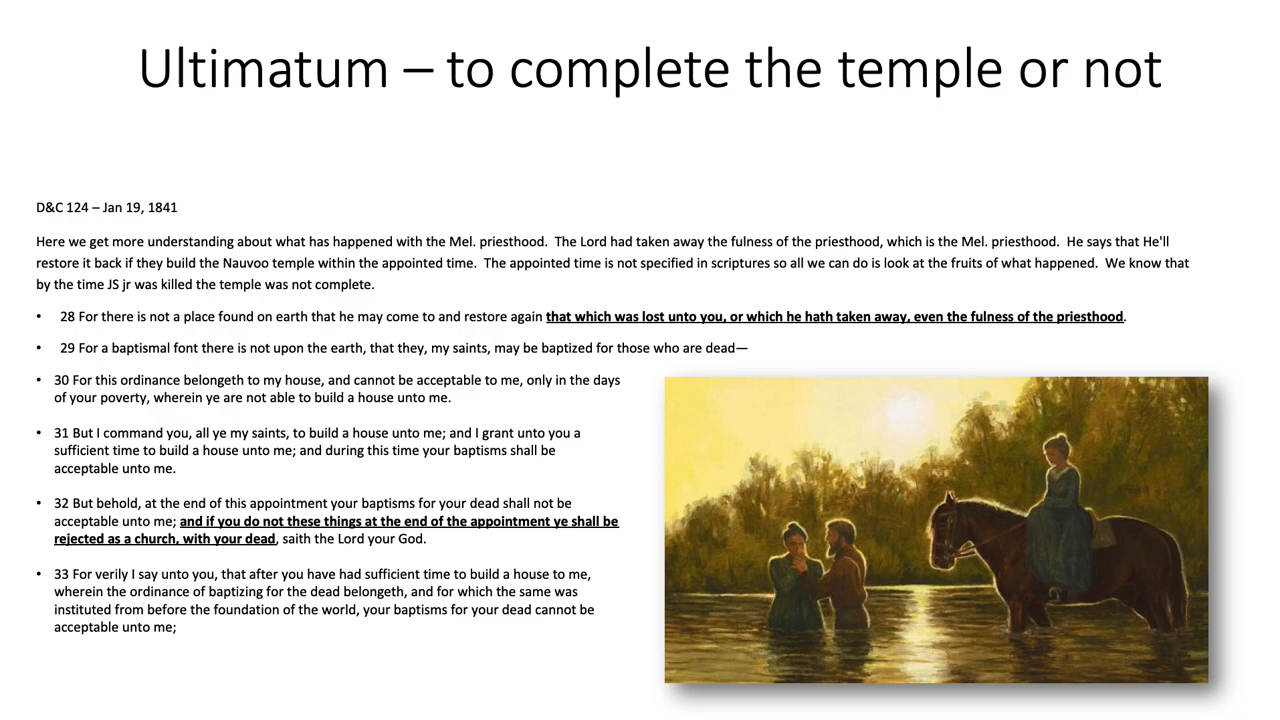 Ultimatum – to complete the temple or not
D&C 124 – Jan 19, 1841
Here we get more understanding about what has happened with the Mel. priesthood.  The Lord had taken away the fulness of the priesthood, which is the Mel. priesthood.  He says that He'll
restore it back if they build the Nauvoo temple within the appointed time.  The appointed time is not specified in scriptures so all we can do is look at the fruits of what happened.  We know that
by the time JS jr was killed the temple was not complete.
• 28 For there is not a place found on earth that he may come to and restore again that which was lost unto you, or which he hath taken away, even the fulness of the priesthood.
• 29 For a baptismal font there is not upon the earth, that they, my saints, may be baptized for those who are dead—
• 30 For this ordinance belongeth to my house, and cannot be acceptable to me, only in the days
of your poverty, wherein ye are not able to build a house unto me.
• 31 But I command you, all ye my saints, to build a house unto me; and I grant unto you a
sufficient time to build a house unto me; and during this time your baptisms shall be
acceptable unto me.
• 32 But behold, at the end of this appointment your baptisms for your dead shall not be
acceptable unto me; and if you do not these things at the end of the appointment ye shall be
rejected as a church, with your dead, saith the Lord your God.
• 33 For verily I say unto you, that after you have had sufficient time to build a house to me,
wherein the ordinance of baptizing for the dead belongeth, and for which the same was
instituted from before the foundation of the world, your baptisms for your dead cannot be
acceptable unto me;